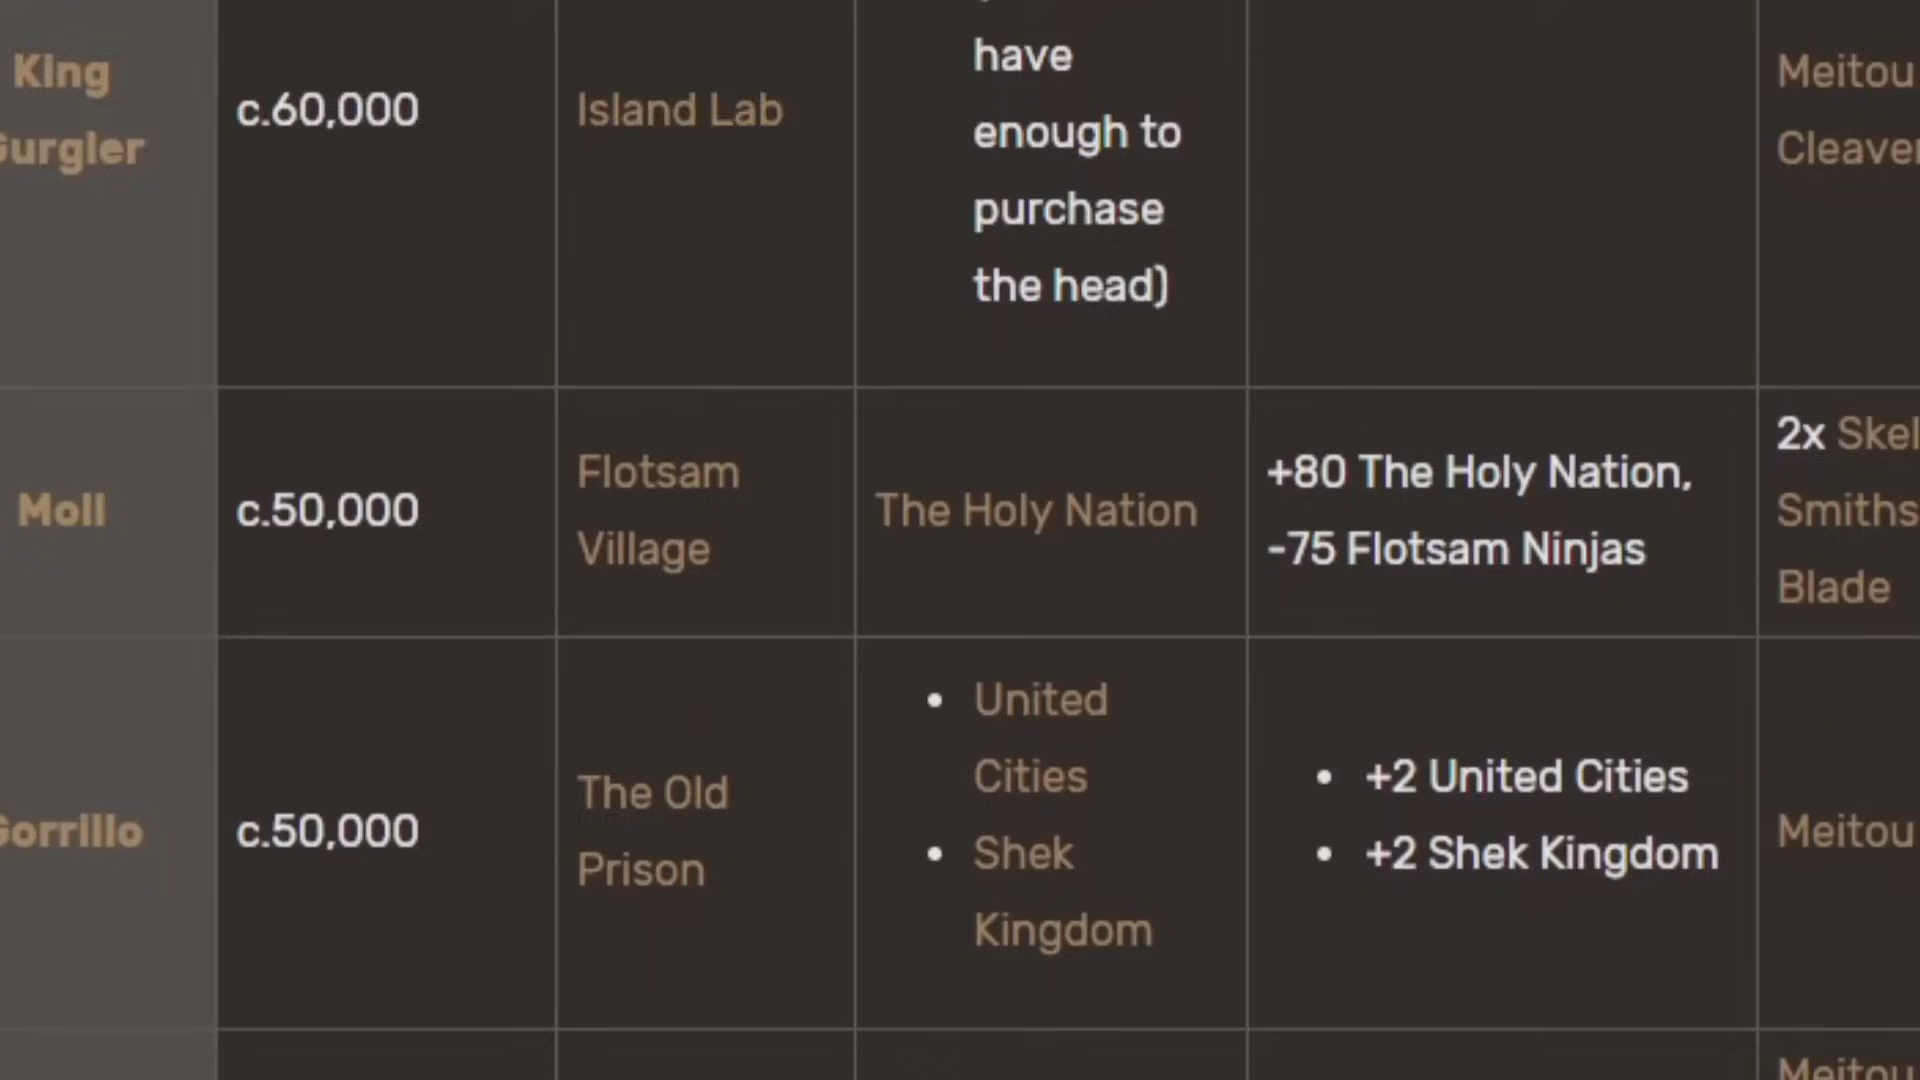 King
Gurgler
c.60,000
Island Lab
have
enough to
purchase
the head)
Meitou
Cleaver
Moll
c.50,000
Flotsam
Village
The Holy Nation
+80 The Holy Nation,
-75 Flotsam Ninjas
2x Skel
Smiths
Blade
Gorrillo
c.50,000
The Old
Prison
• United
Cities
• Shek
Kingdom
• +2 United Cities
• +2 Shek Kingdom
Meitou
Meitou